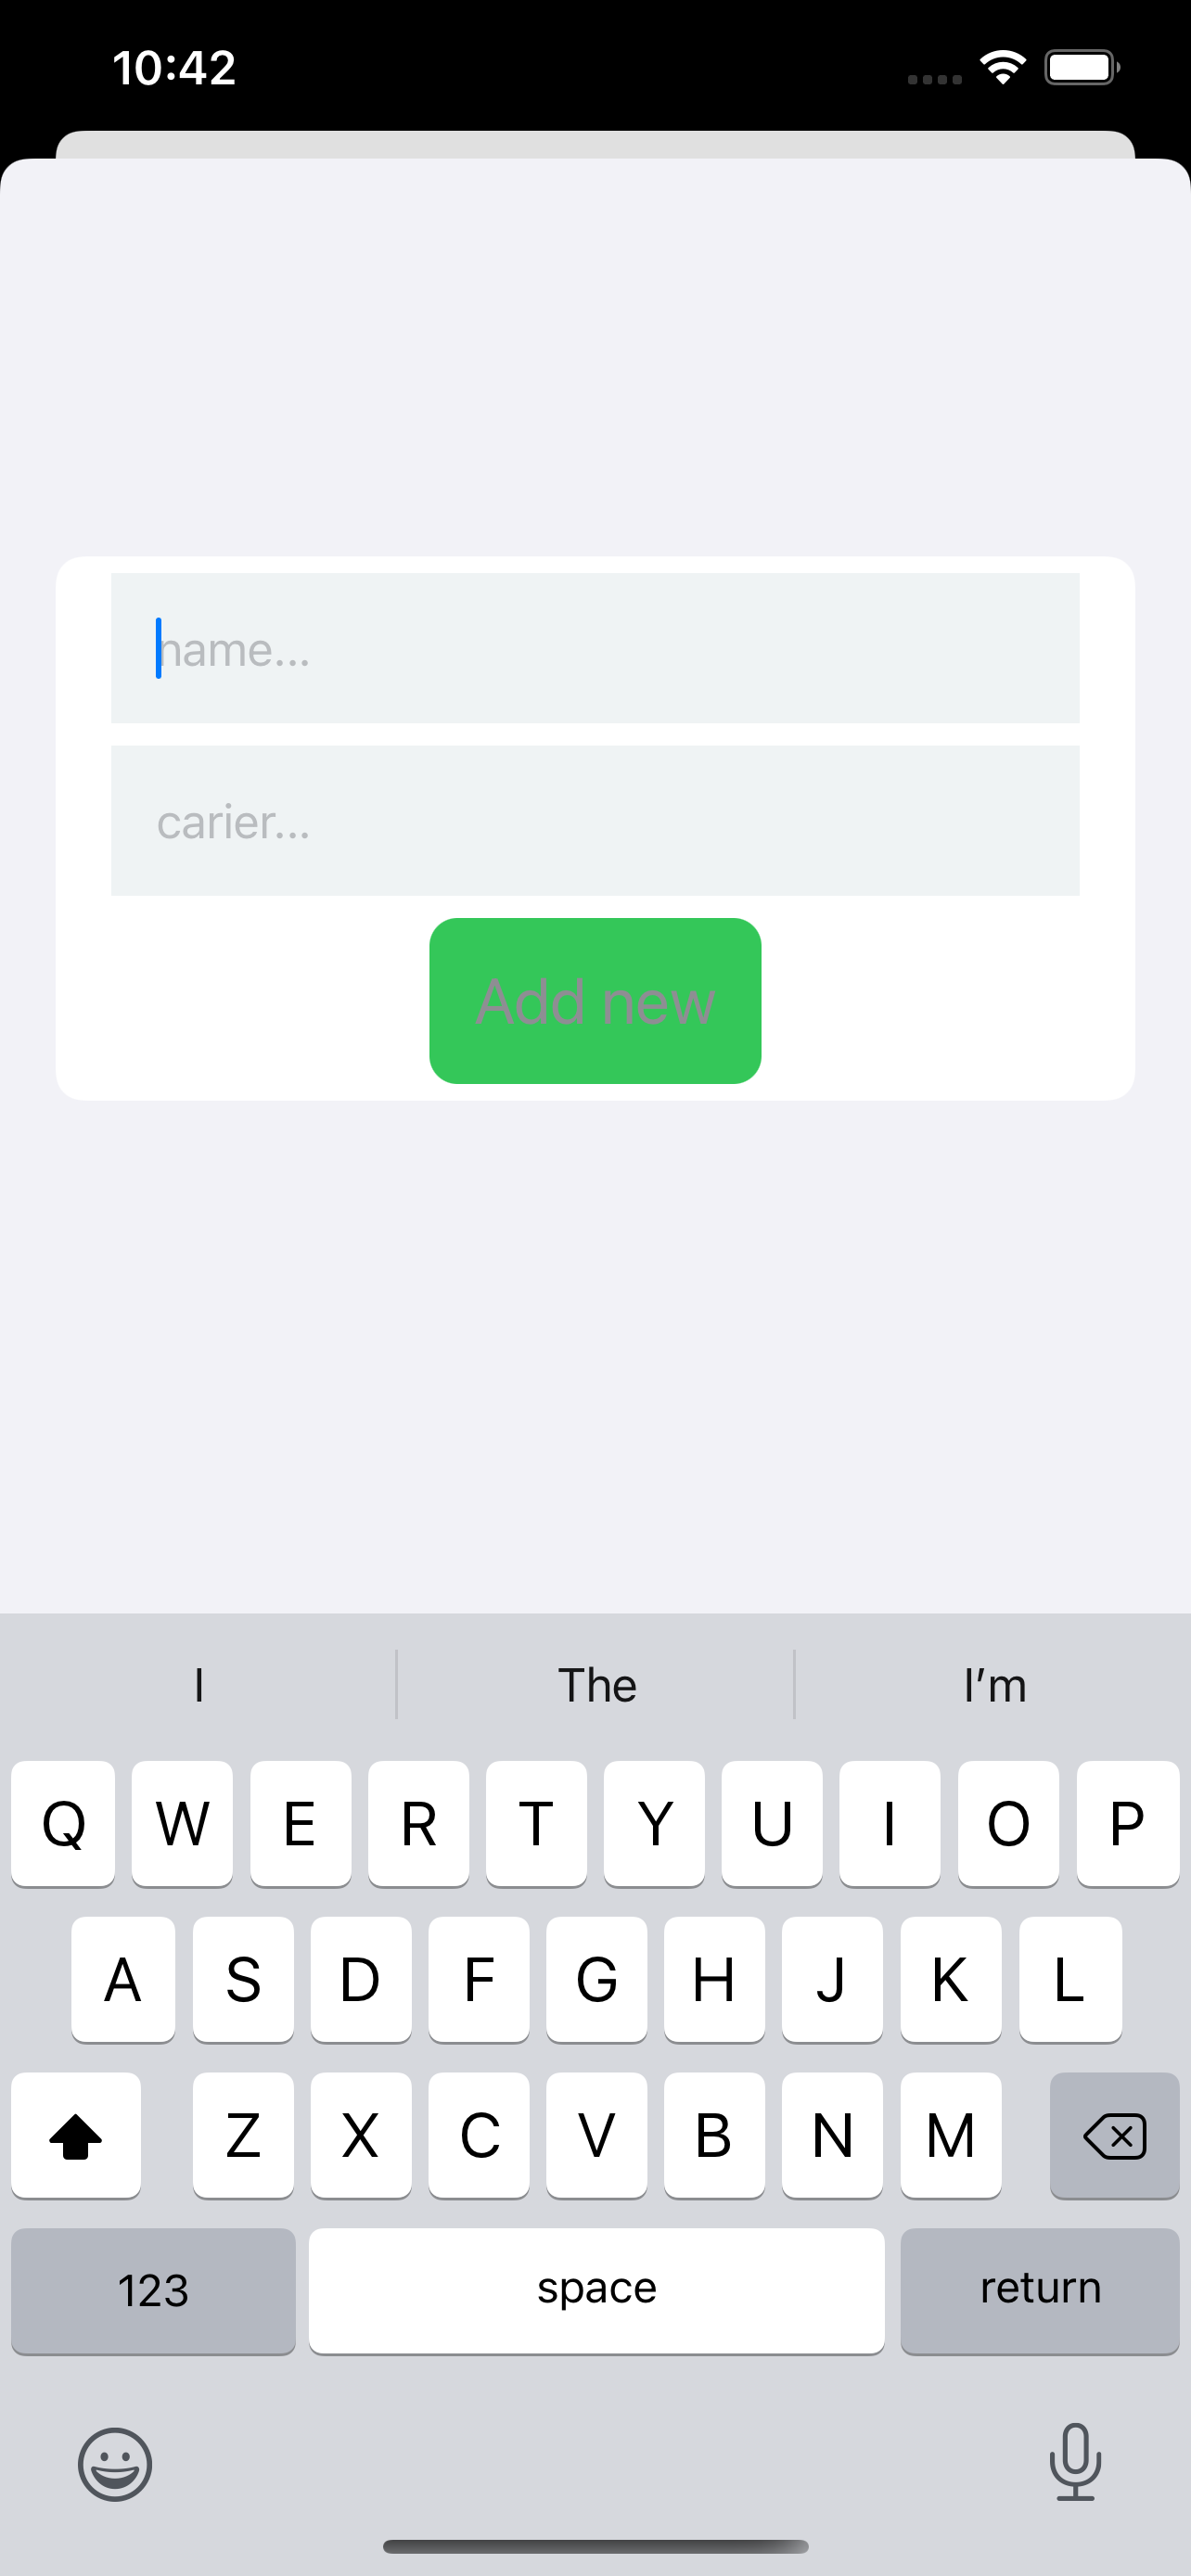 10:42
name...
carier...
Add new
I The I'm
Q W E R T Y U I O P
A S D F G H J K L
Z X C V B N M
123 space return